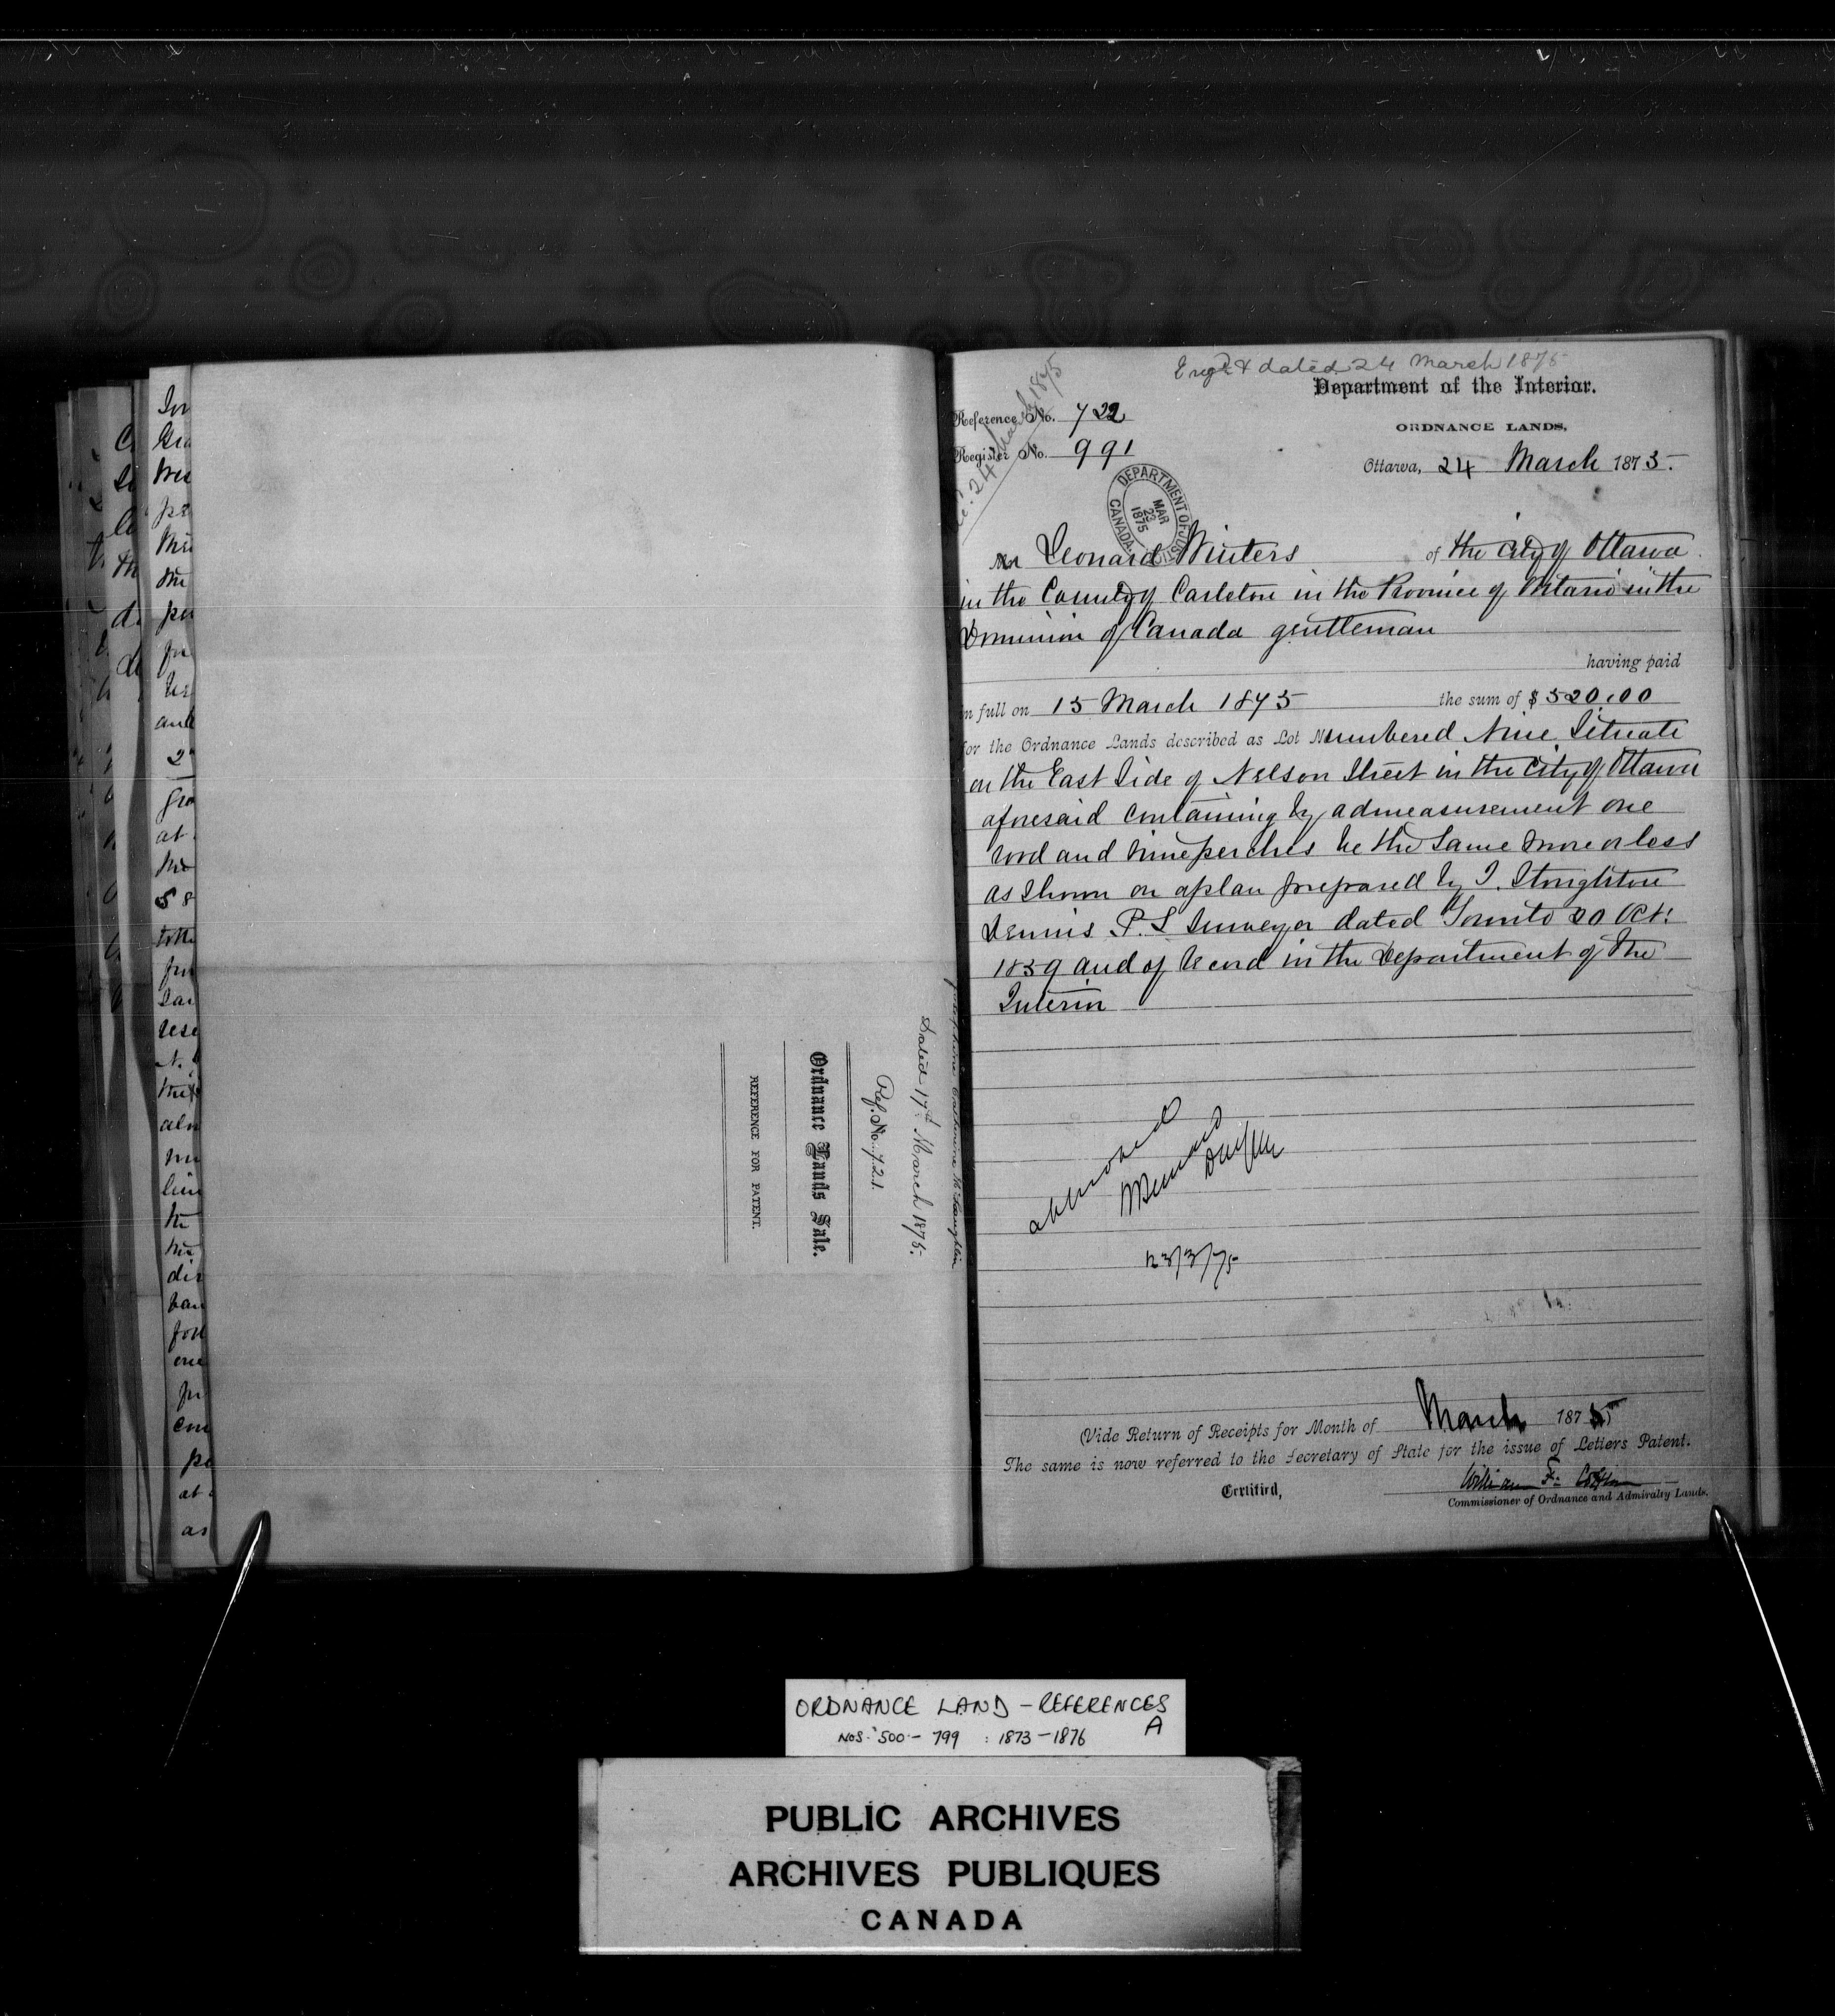 Dated 17th March 1875.
Ref. No. 721.
Ordnance Lands Sale.
REFERENCE FOR PATENT.
Engd & dated 24 March 1875
Department of the Interior.
Reference No. 722
ORDNANCE LANDS,
Register No. 991
Ottawa, 24 March 1875.
24 March 1875
DEPARTMENT OF JUSTICE
MAR
23
1875
CANADA
Mr Leonard Winters of the City of Ottawa
in the County of Carleton in the Province of Ontario in the
Dominion of Canada gentleman
having paid
in full on 15 March 1875 the sum of $ 520.00
for the Ordnance Lands described as Lot Numbered Nine Situate
on the East Side of Nelson Street in the City of Ottawa
aforesaid containing by admeasurement one
rood and nine perches be the same more or less
as shown on a plan prepared by J. Stoughton
Dennis P. L Surveyor dated Toronto 20 Oct:
1859 and of Record in the Department of the
Interior
approved
23/3/75
(Vide Return of Receipts for Month of March 1875)
The same is now referred to the Secretary of State for the issue of Letters Patent.
Certified,
William F. Coffin
Commissioner of Ordnance and Admiralty Lands.
ORDNANCE LAND - REFERENCES
NOS. 500 - 799 : 1873 - 1876 A
PUBLIC ARCHIVES
ARCHIVES PUBLIQUES
CANADA